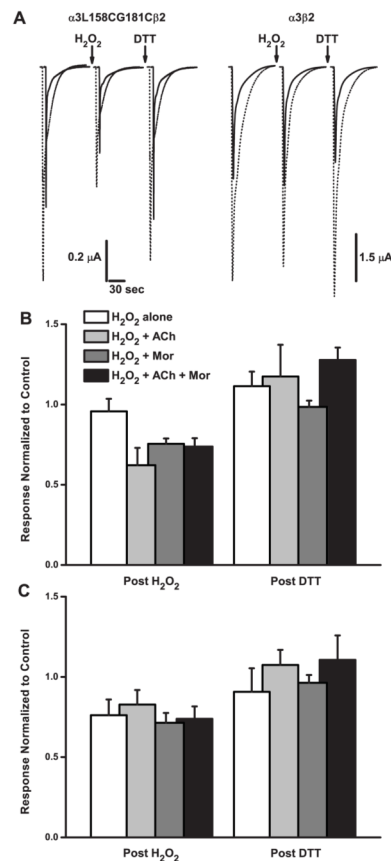 A
α3L158CG181Cβ2
α3β2
H₂O₂ DTT
H₂O₂ DTT
0.2 μA
30 sec
1.5 μA
B
H₂O₂ alone
H₂O₂ + ACh
H₂O₂ + Mor
H₂O₂ + ACh + Mor
Response Normalized to Control
1.5
1.0
0.5
0.0
Post H₂O₂ Post DTT
C
Response Normalized to Control
1.5
1.0
0.5
0.0
Post H₂O₂ Post DTT